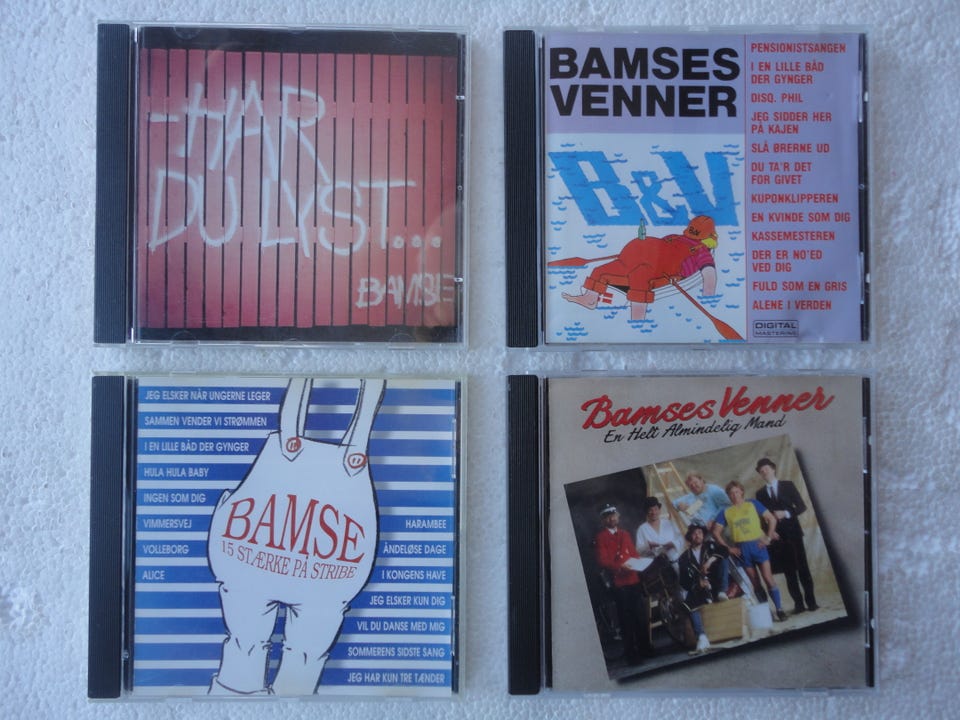 -HAR
DU LYST...
BAMSE
BAMSES
VENNER
B&V
BV
PENSIONISTSANGEN
I EN LILLE BÅD
DER GYNGER
DISQ. PHIL
JEG SIDDER HER
PÅ KAJEN
SLÅ ØRERNE UD
DU TA'R DET
FOR GIVET
KUPONKLIPPEREN
EN KVINDE SOM DIG
KASSEMESTEREN
DER ER NO'ED
VED DIG
FULD SOM EN GRIS
ALENE I VERDEN
DIGITAL
MASTERING
JEG ELSKER NÅR UNGERNE LEGER
SAMMEN VENDER VI STRØMMEN
I EN LILLE BÅD DER GYNGER
HULA HULA BABY
INGEN SOM DIG
VIMMERSVEJ
VOLLEBORG
ALICE
BAMSE
15 STÆRKE PÅ STRIBE
HARAMBEE
ÅNDELØSE DAGE
I KONGENS HAVE
JEG ELSKER KUN DIG
VIL DU DANSE MED MIG
SOMMERENS SIDSTE SANG
JEG HAR KUN TRE TÆNDER
Bamses Venner
En Helt Almindelig Mand